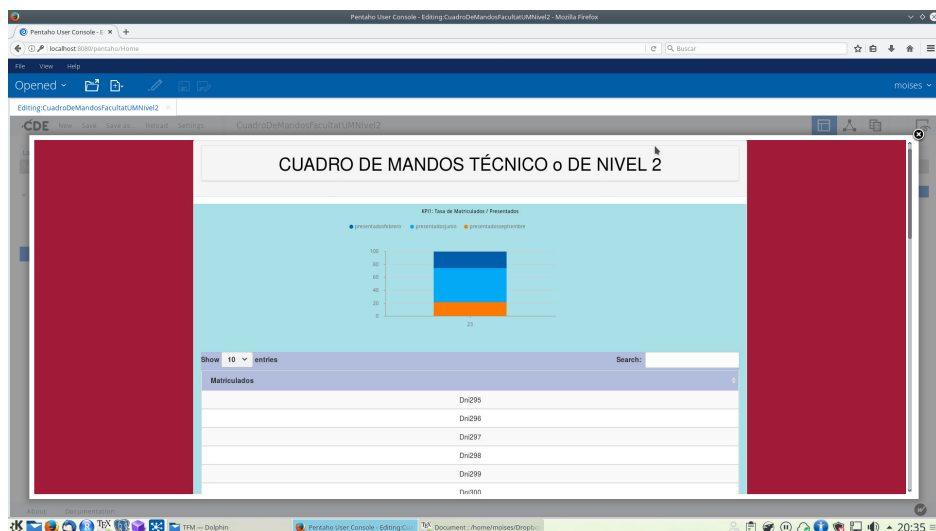 Pentaho User Console - Editing:CuadroDeMandosFacultatUMNivel2 - Mozilla Firefox
Pentaho User Console - E
localhost:8080/pentaho/Home
Buscar
File View Help
Opened
moises
Editing:CuadroDeMandosFacultatUMNivel2
CDE New Save Save as... Reload Settings CuadroDeMandosFacultatUMNivel2
CUADRO DE MANDOS TÉCNICO o DE NIVEL 2
KPI1: Tasa de Matriculados / Presentados
presentadosfebrero presentadosjunio presentadosseptiembre
100
80
60
40
20
0
23
Show 10 entries Search:
Matriculados
Dni295
Dni296
Dni297
Dni298
Dni299
Dni300
About Documentation
TFM — Dolphin Pentaho User Console - Editing:C Document : /home/moises/Dropb 20:35